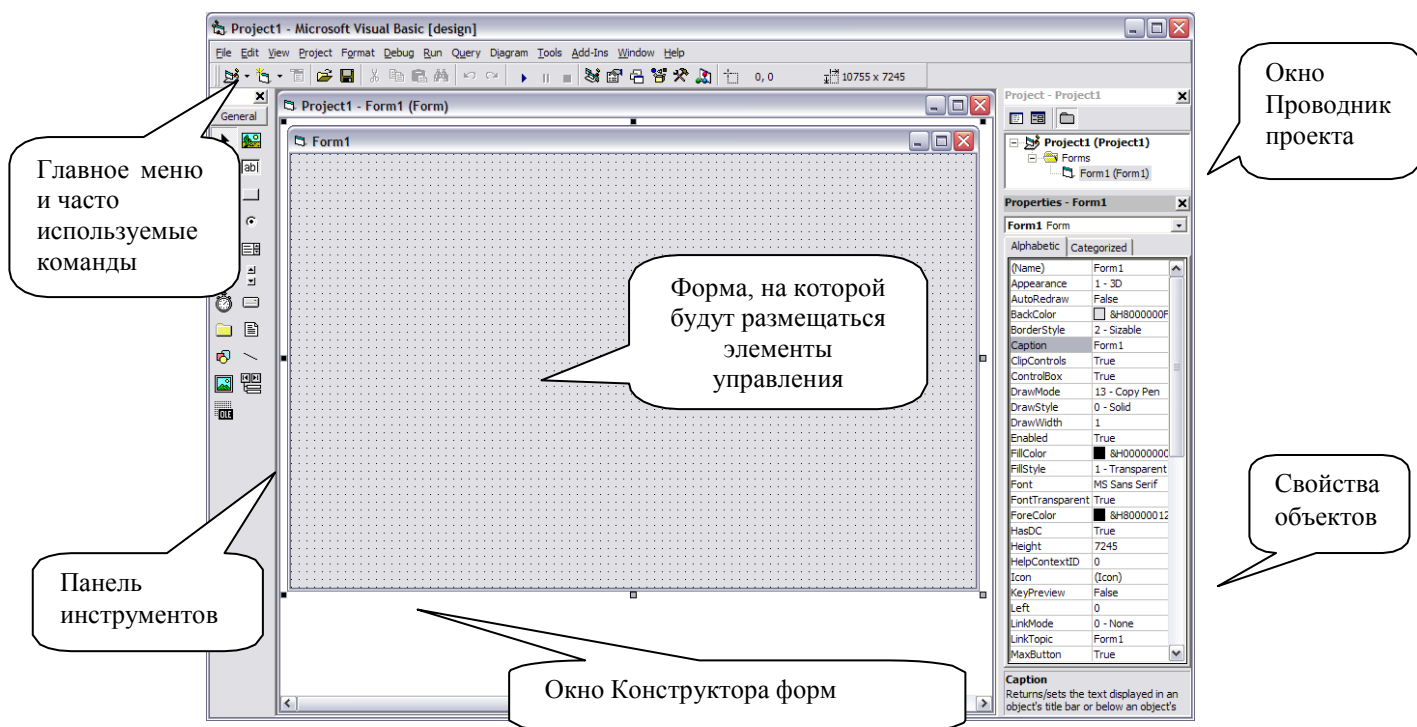 Project1 - Microsoft Visual Basic [design]
File Edit View Project Format Debug Run Query Diagram Tools Add-Ins Window Help
0, 0
10755 x 7245
General
Project1 - Form1 (Form)
Form1
ab
OLE
Главное меню
и часто
используемые
команды
Форма, на которой
будут размещаться
элементы
управления
Панель
инструментов
Окно Конструктора форм
Окно
Проводник
проекта
Свойства
объектов
Project - Project1
Project1 (Project1)
Forms
Form1 (Form1)
Properties - Form1
Form1 Form
Alphabetic Categorized
(Name) Form1
Appearance 1 - 3D
AutoRedraw False
BackColor &H8000000F
BorderStyle 2 - Sizable
Caption Form1
ClipControls True
ControlBox True
DrawMode 13 - Copy Pen
DrawStyle 0 - Solid
DrawWidth 1
Enabled True
FillColor &H00000000
FillStyle 1 - Transparent
Font MS Sans Serif
FontTransparent True
ForeColor &H80000012
HasDC True
Height 7245
HelpContextID 0
Icon (Icon)
KeyPreview False
Left 0
LinkMode 0 - None
LinkTopic Form1
MaxButton True
Caption
Returns/sets the text displayed in an
object's title bar or below an object's